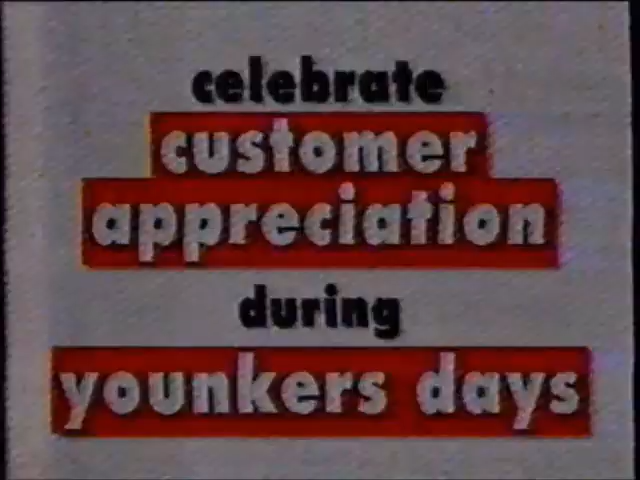 celebrate
customer
appreciation
during
younkers days